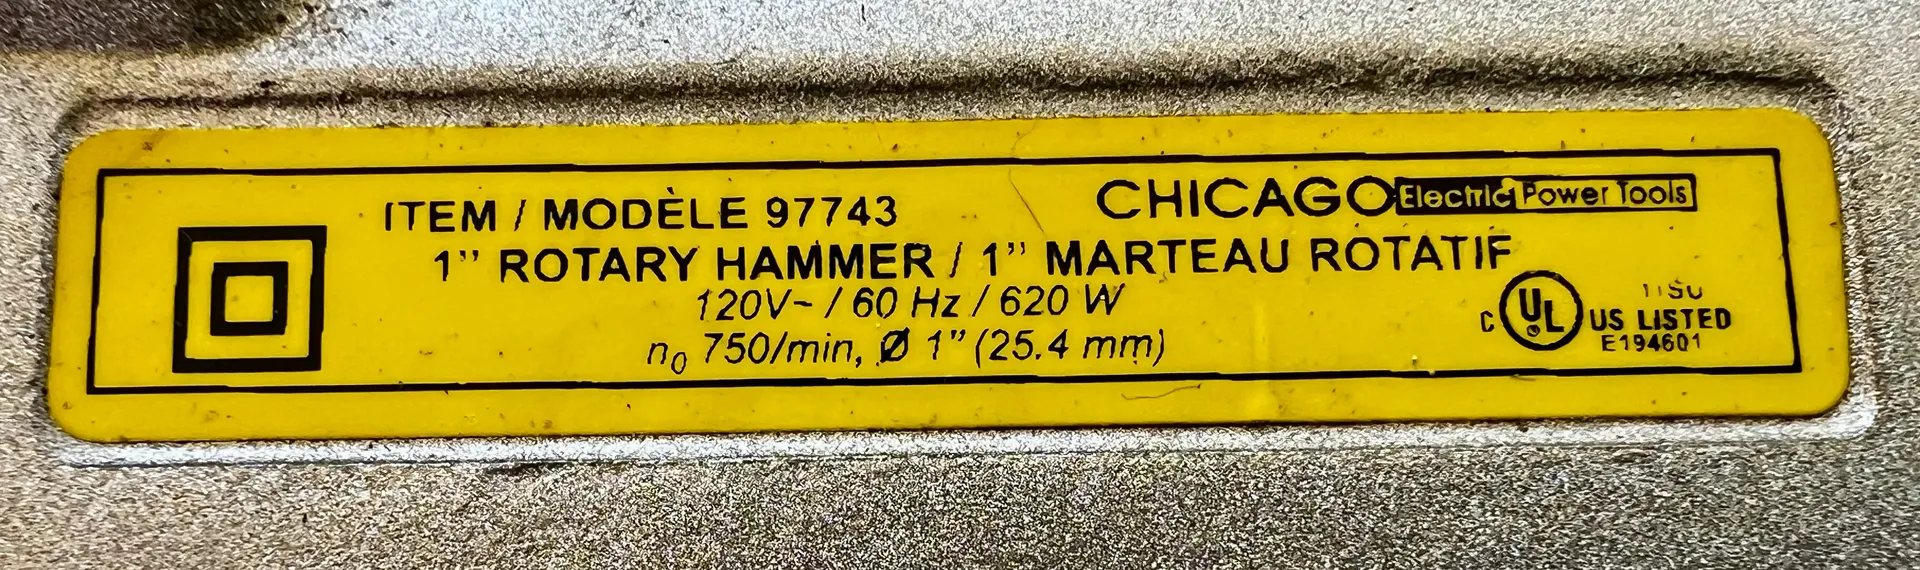 ITEM / MODÈLE 97743
CHICAGO Electric Power Tools
1” ROTARY HAMMER / 1” MARTEAU ROTATIF
120V~ / 60 Hz / 620 W
n₀ 750/min, Ø 1” (25.4 mm)
C UL US LISTED
E194601